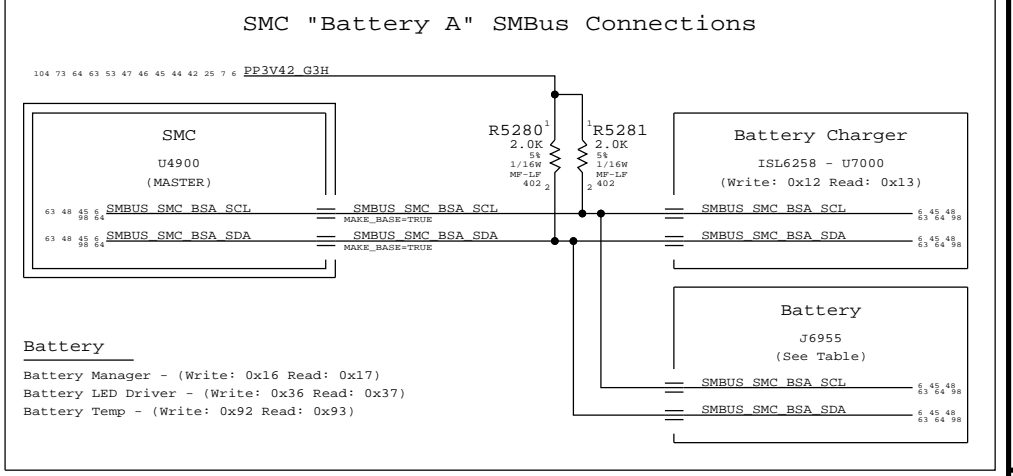 SMC "Battery A" SMBus Connections
104 73 64 63 53 47 46 45 44 42 25 7 6 PP3V42_G3H
SMC
U4900
(MASTER)
63 48 45 6 SMBUS_SMC_BSA_SCL
98 64
63 48 45 6 SMBUS_SMC_BSA_SDA
98 64
SMBUS_SMC_BSA_SCL
MAKE_BASE=TRUE
SMBUS_SMC_BSA_SDA
MAKE_BASE=TRUE
R5280 1
2.0K
5%
1/16W
MF-LF
402 2
1 R5281
2.0K
5%
1/16W
MF-LF
2 402
Battery Charger
ISL6258 - U7000
(Write: 0x12 Read: 0x13)
SMBUS_SMC_BSA_SCL 6 45 48
63 64 98
SMBUS_SMC_BSA_SDA 6 45 48
63 64 98
Battery
J6955
(See Table)
SMBUS_SMC_BSA_SCL 6 45 48
63 64 98
SMBUS_SMC_BSA_SDA 6 45 48
63 64 98
Battery
Battery Manager - (Write: 0x16 Read: 0x17)
Battery LED Driver - (Write: 0x36 Read: 0x37)
Battery Temp - (Write: 0x92 Read: 0x93)